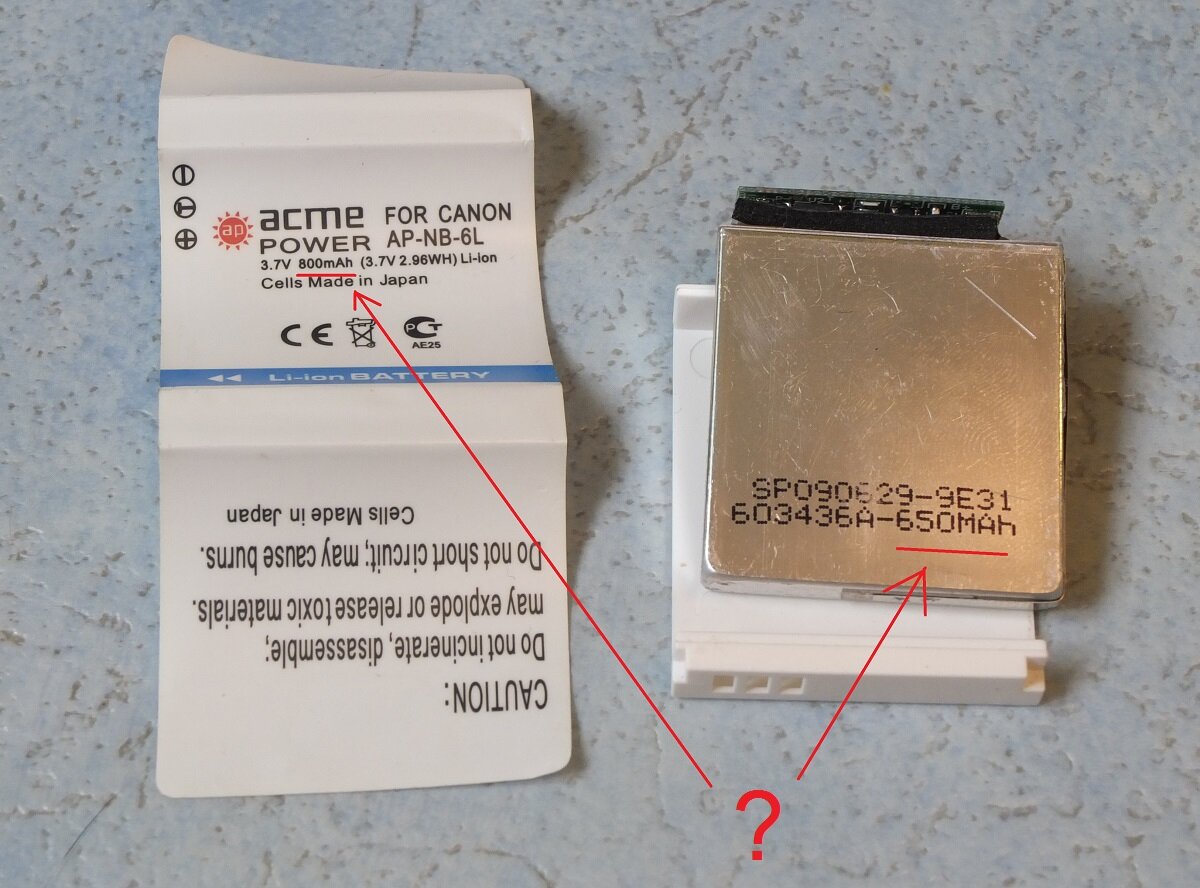 ap acme FOR CANON
POWER AP-NB-6L
3.7V 800mAh (3.7V 2.96WH) Li-ion
Cells Made in Japan
CE PCT
AE25
Li-ion BATTERY
CAUTION:
Do not incinerate, disassemble;
may explode or release toxic materials.
Do not short circuit; may cause burns.
Cells Made in Japan
SP090629-9E31
603436A-650MAh
?